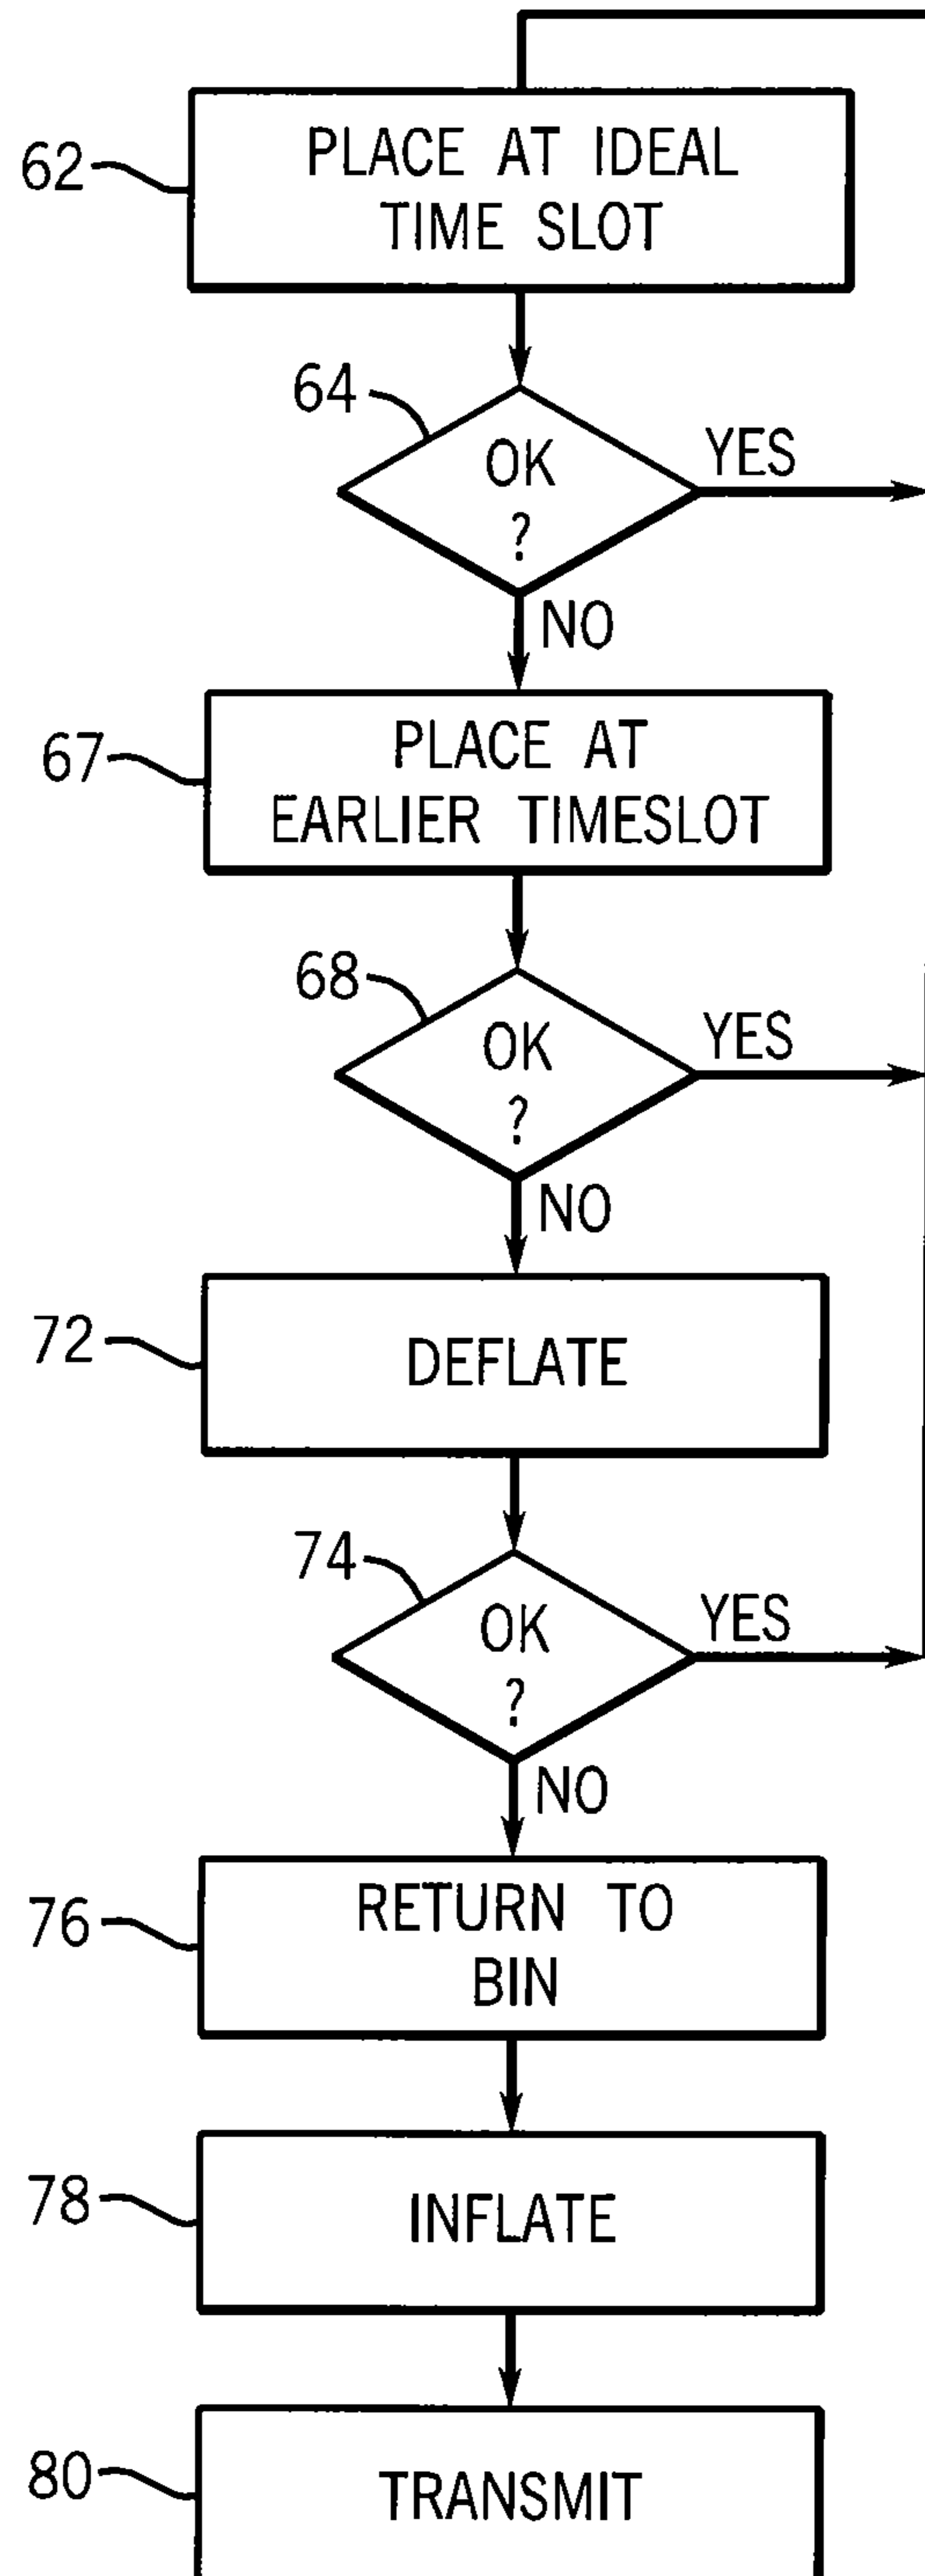 62
PLACE AT IDEAL
TIME SLOT
64
OK
?
YES
NO
67
PLACE AT
EARLIER TIMESLOT
68
OK
?
YES
NO
72
DEFLATE
74
OK
?
YES
NO
76
RETURN TO
BIN
78
INFLATE
80
TRANSMIT